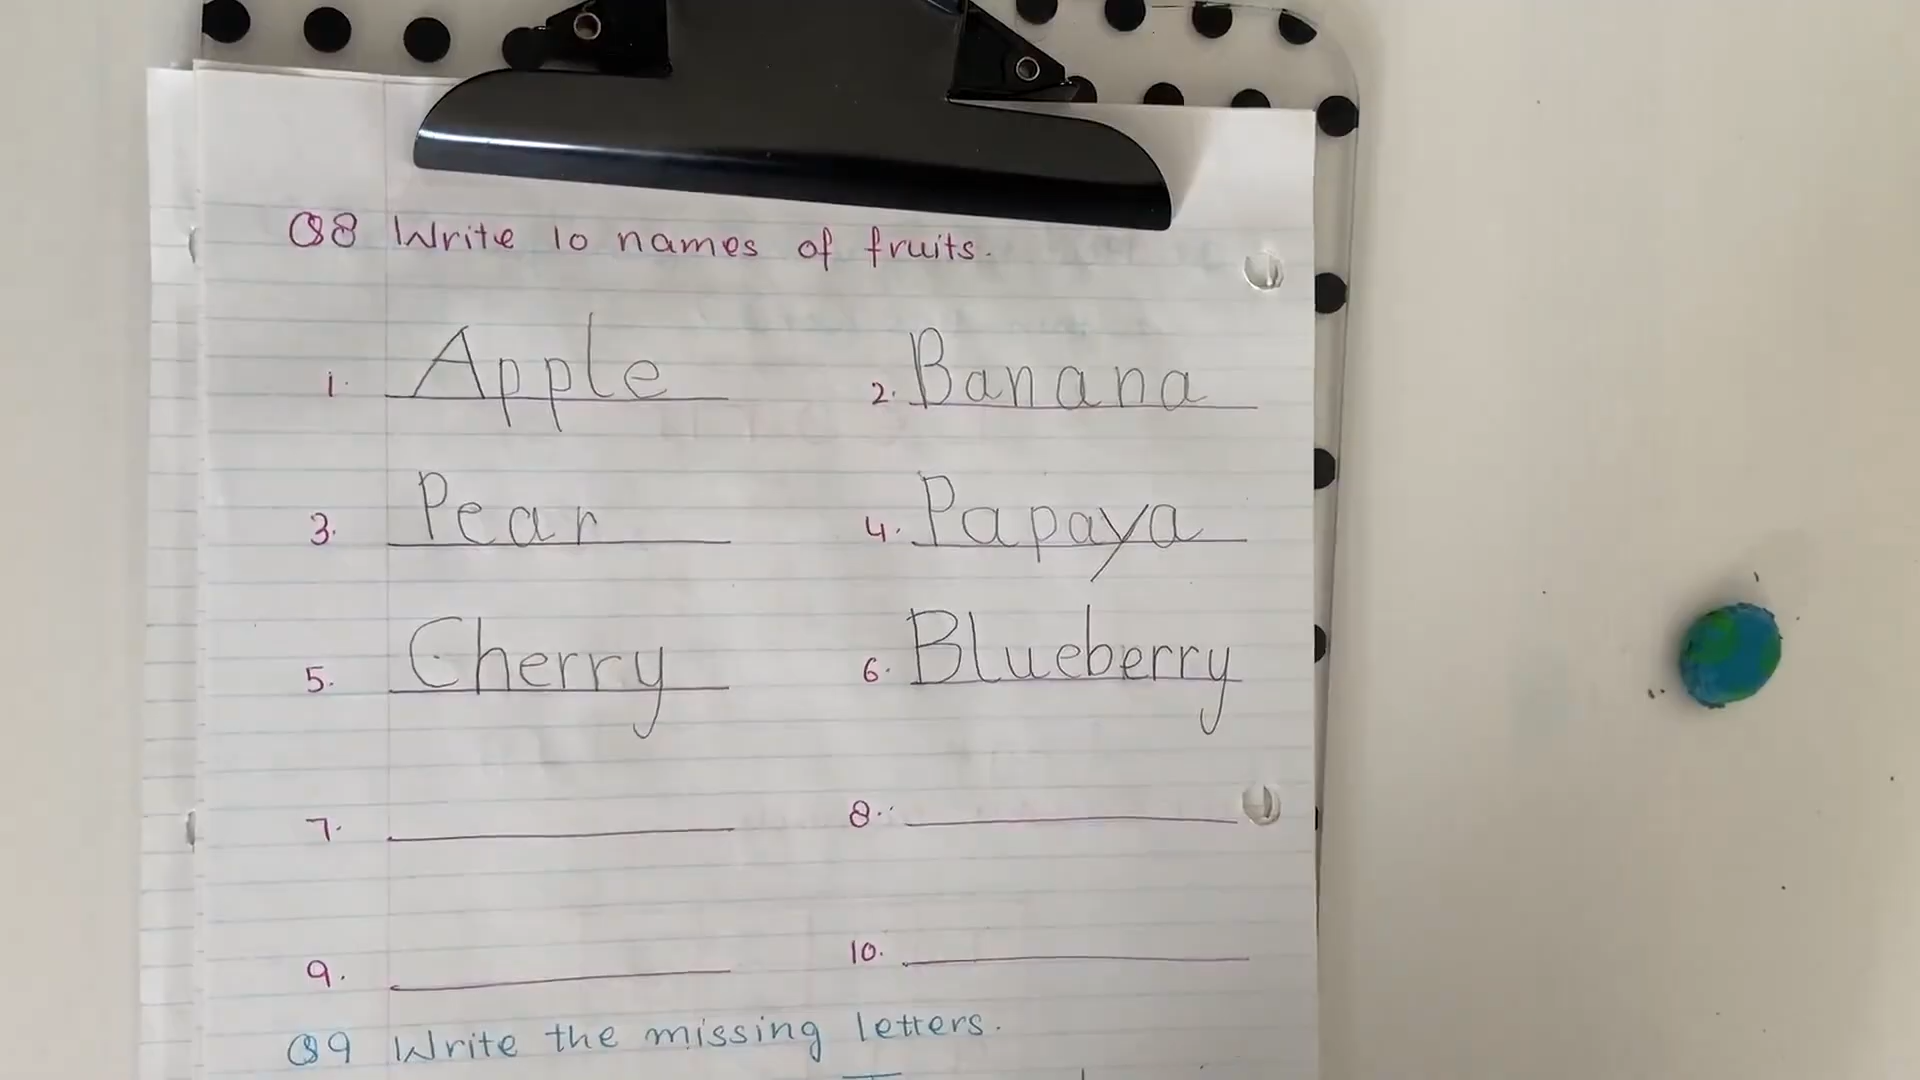 Q8 Write 10 names of fruits.
1. Apple 2. Banana
3. Pear 4. Papaya
5. Cherry 6. Blueberry
7. 8.
9. 10.
Q9 Write the missing letters.